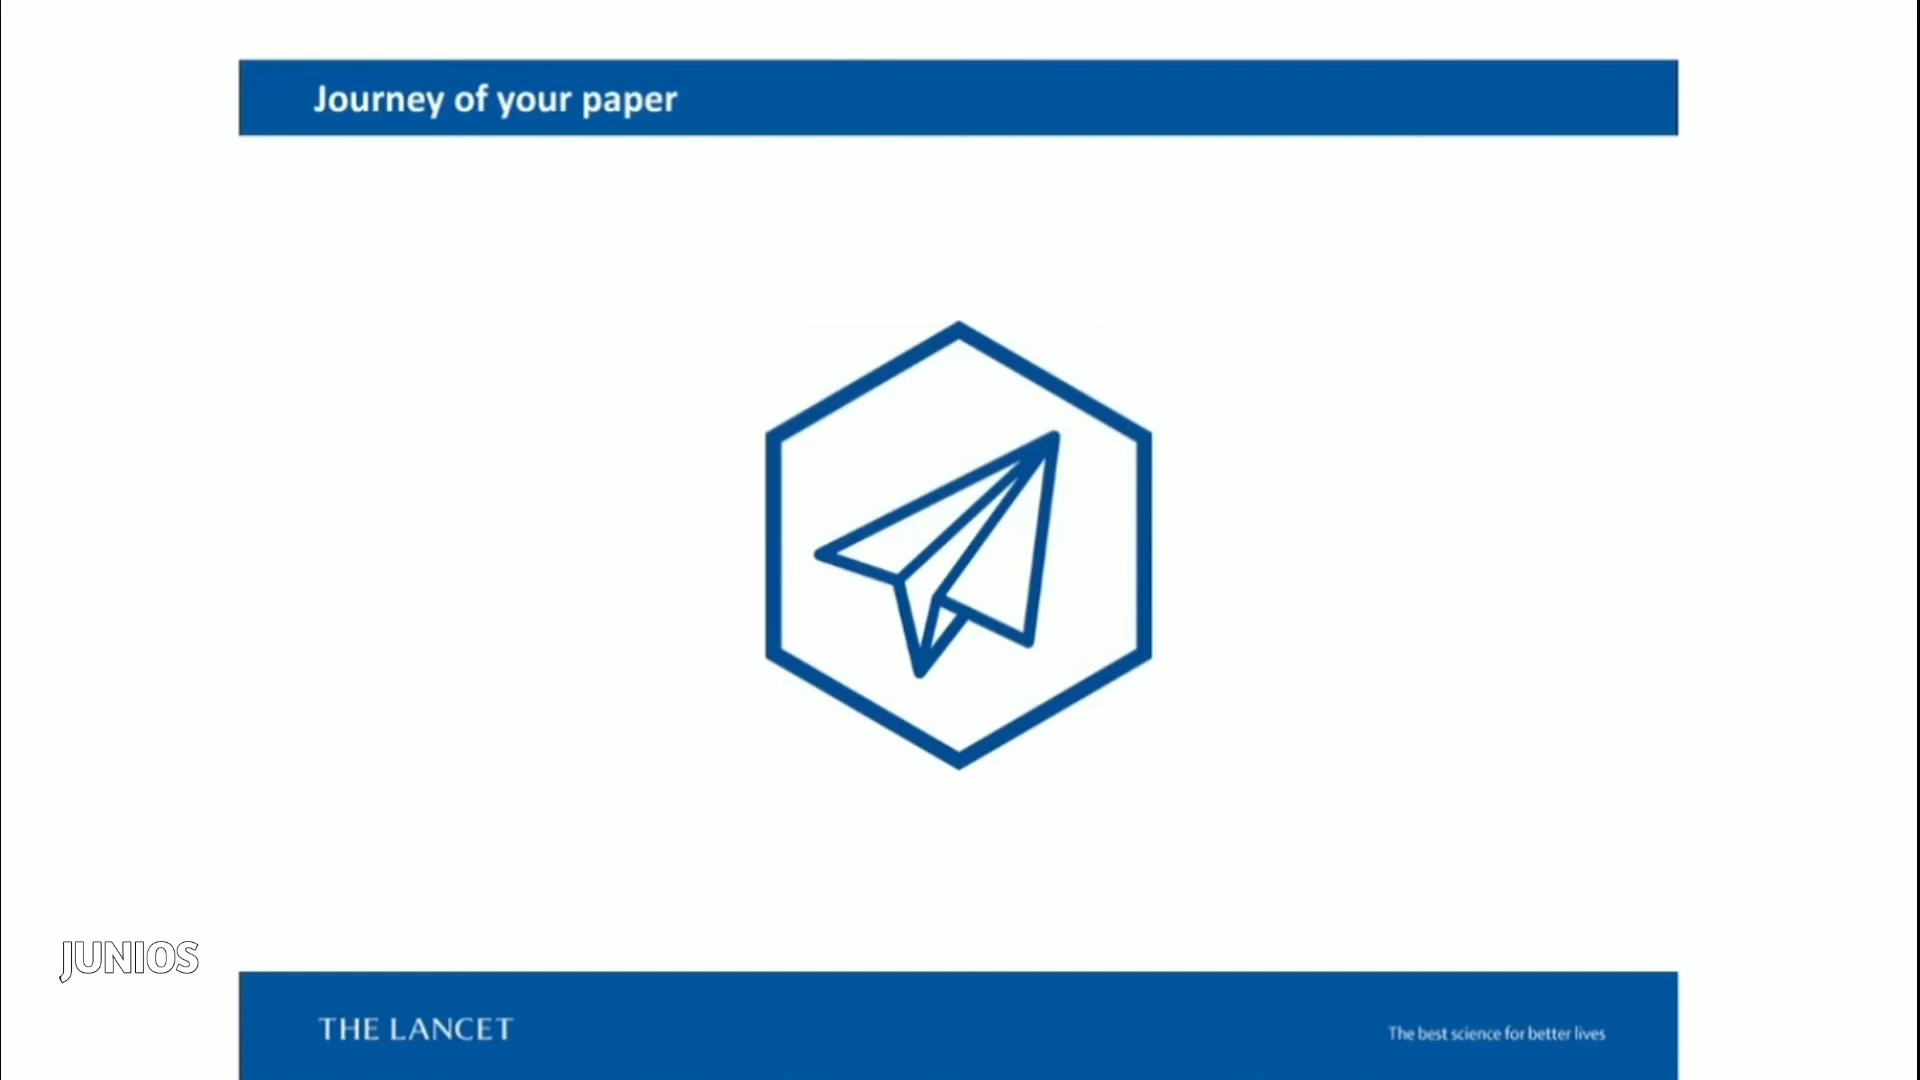 Journey of your paper
JUNIOS
THE LANCET
The best science for better lives